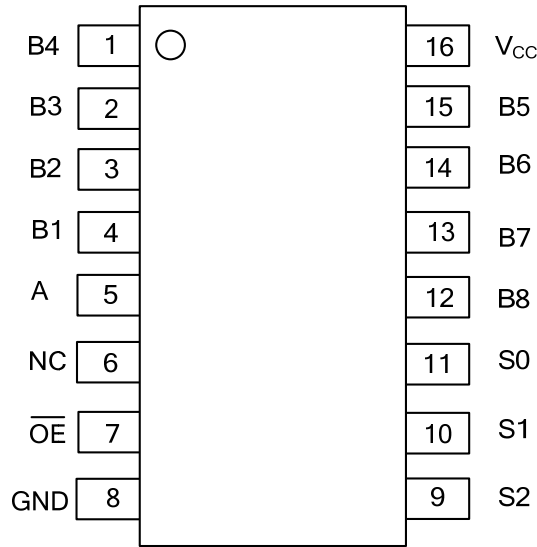 B4 1 16 VCC
B3 2 15 B5
B2 3 14 B6
B1 4 13 B7
A 5 12 B8
NC 6 11 S0
O̅E̅ 7 10 S1
GND 8 9 S2